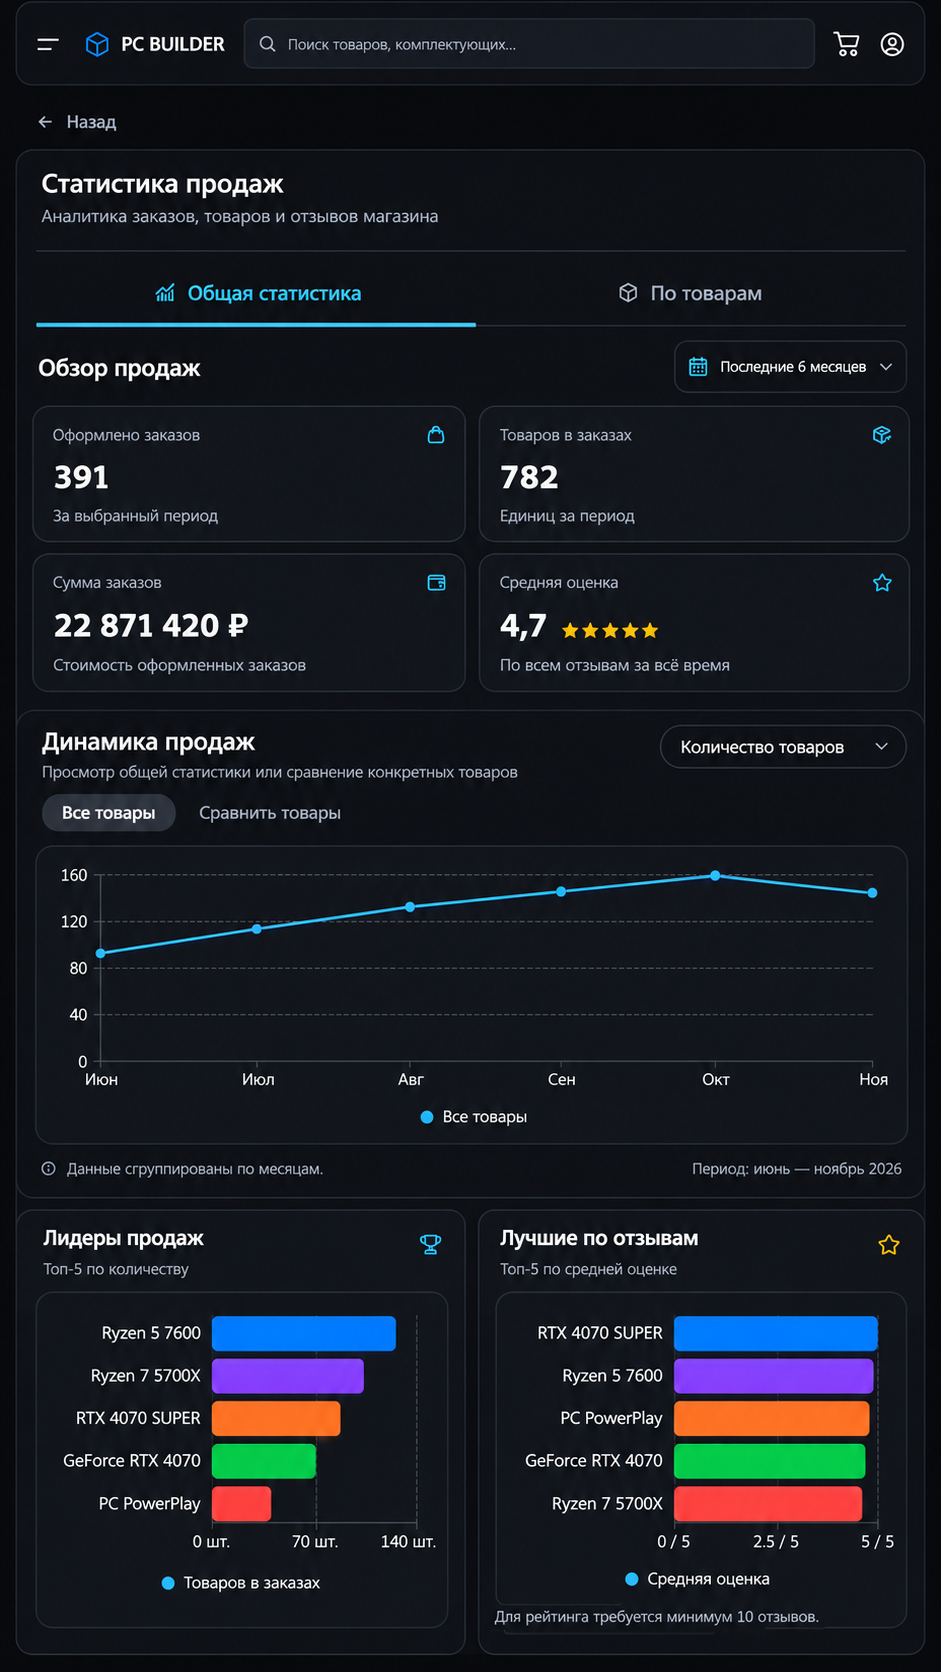 PC BUILDER
Поиск товаров, комплектующих...
Назад
Статистика продаж
Аналитика заказов, товаров и отзывов магазина
Общая статистика
По товарам
Обзор продаж
Последние 6 месяцев
Оформлено заказов
391
За выбранный период
Товаров в заказах
782
Единиц за период
Сумма заказов
22 871 420 ₽
Стоимость оформленных заказов
Средняя оценка
4,7
По всем отзывам за всё время
Динамика продаж
Количество товаров
Просмотр общей статистики или сравнение конкретных товаров
Все товары
Сравнить товары
160
120
80
40
0
Июн Июл Авг Сен Окт Ноя
Все товары
Данные сгруппированы по месяцам.
Период: июнь — ноябрь 2026
Лидеры продаж
Топ-5 по количеству
Ryzen 5 7600
Ryzen 7 5700X
RTX 4070 SUPER
GeForce RTX 4070
PC PowerPlay
0 шт. 70 шт. 140 шт.
Товаров в заказах
Лучшие по отзывам
Топ-5 по средней оценке
RTX 4070 SUPER
Ryzen 5 7600
PC PowerPlay
GeForce RTX 4070
Ryzen 7 5700X
0 / 5 2.5 / 5 5 / 5
Средняя оценка
Для рейтинга требуется минимум 10 отзывов.